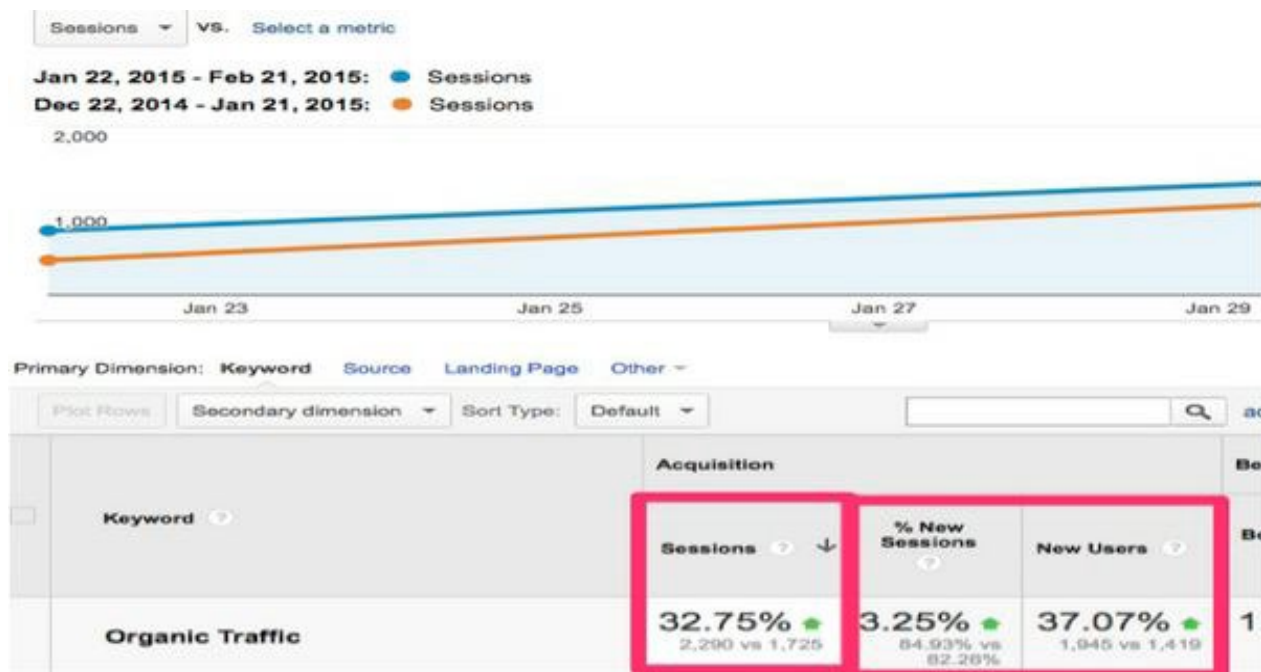 Sessions vs. Select a metric
Jan 22, 2015 - Feb 21, 2015: Sessions
Dec 22, 2014 - Jan 21, 2015: Sessions
2,000
1,000
Jan 23 Jan 25 Jan 27 Jan 29
Primary Dimension: Keyword Source Landing Page Other
Plot Rows Secondary dimension Sort Type: Default
Acquisition
Keyword ? Sessions ? % New Sessions ? New Users ?
Organic Traffic 32.75% 3.25% 37.07% 1
2,290 vs 1,725 84.93% vs 82.26% 1,945 vs 1,419